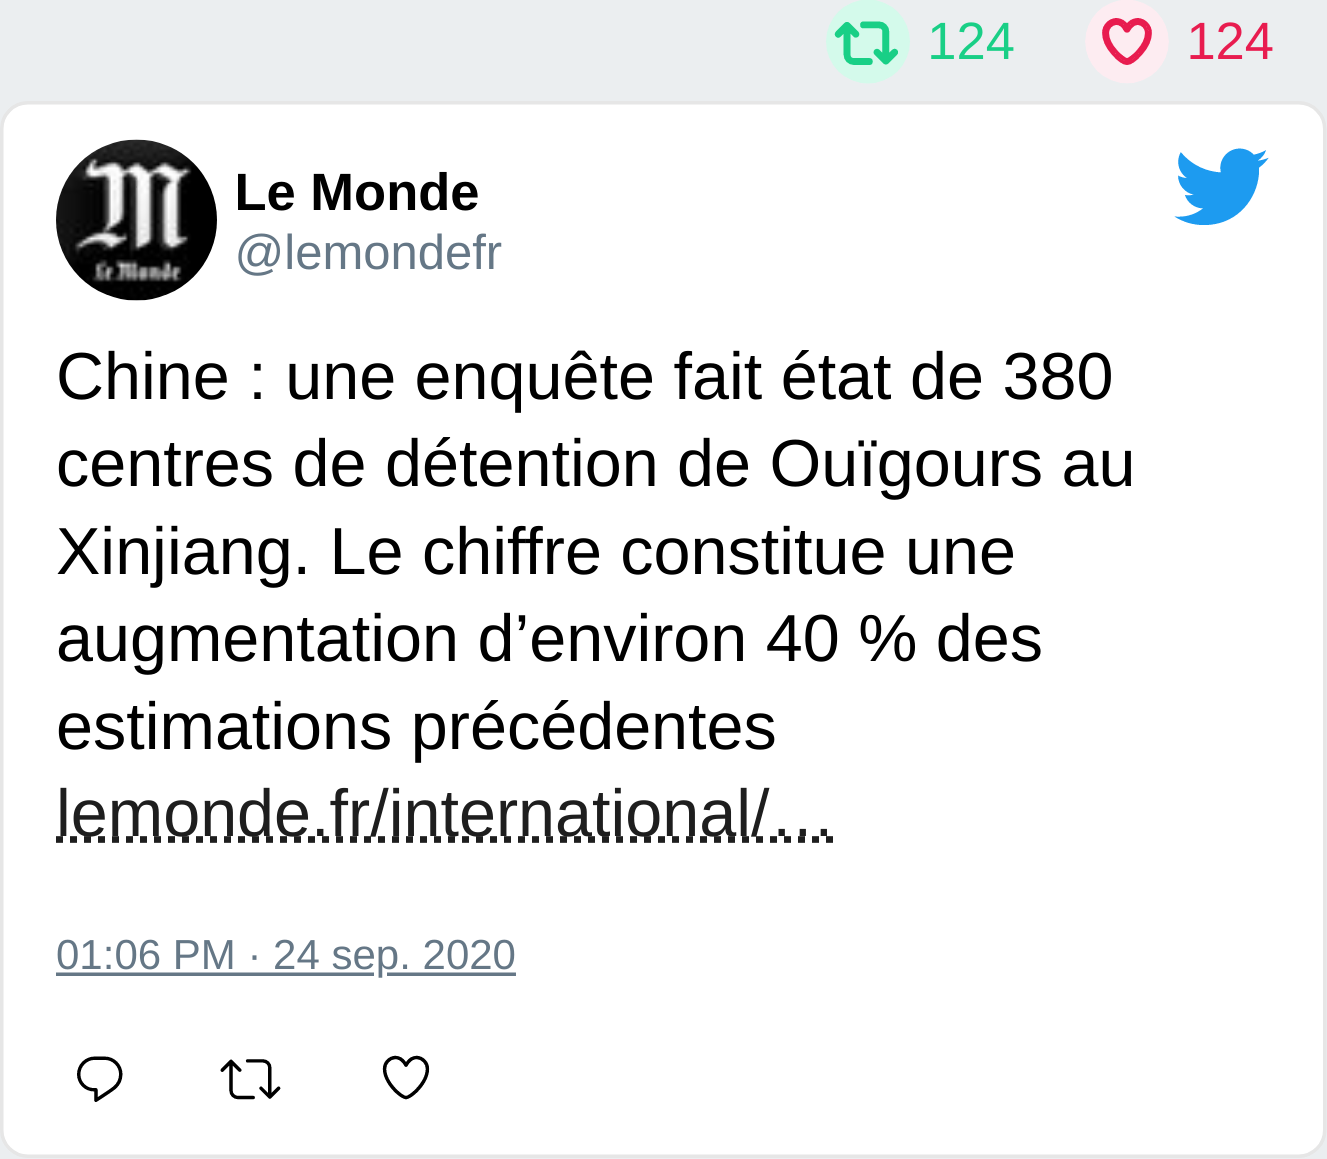 124 124
Le Monde
Le Monde
@lemondefr
Chine : une enquête fait état de 380
centres de détention de Ouïgours au
Xinjiang. Le chiffre constitue une
augmentation d’environ 40 % des
estimations précédentes
lemonde.fr/international/...
01:06 PM · 24 sep. 2020